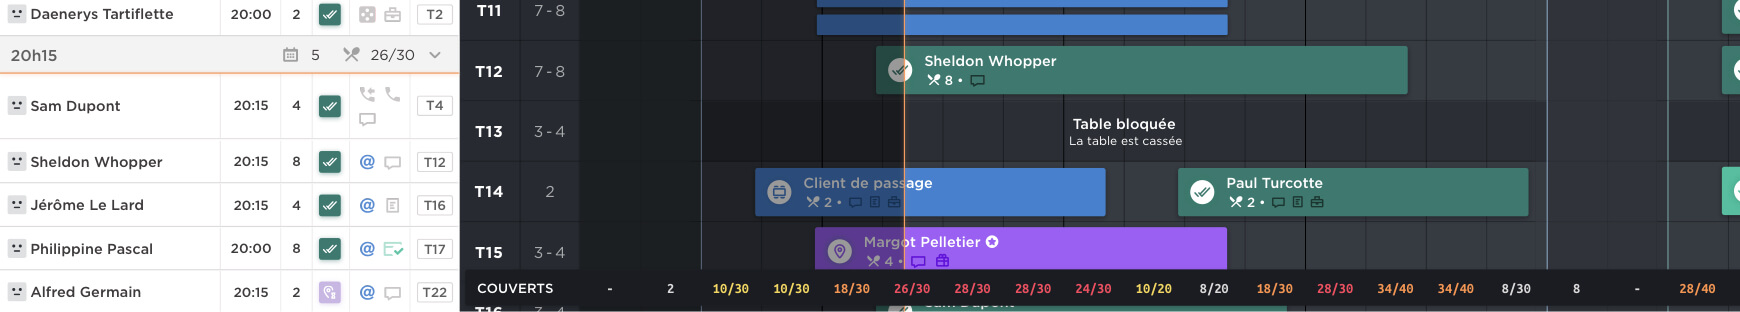 Daenerys Tartiflette 20:00 2 T2
20h15 5 26/30
Sam Dupont 20:15 4 T4
Sheldon Whopper 20:15 8 @ T12
Jérôme Le Lard 20:15 4 @ T16
Philippine Pascal 20:00 8 @ T17
Alfred Germain 20:15 2 @ T22
T11 7 - 8
T12 7 - 8
Sheldon Whopper
8 •
T13 3 - 4
Table bloquée
La table est cassée
T14 2
Client de passage
2 •
Paul Turcotte
2 •
T15 3 - 4
Margot Pelletier
4 •
COUVERTS - 2 10/30 10/30 18/30 26/30 28/30 28/30 24/30 10/20 8/20 18/30 28/30 34/40 34/40 8/30 8 - 28/40
T16 3 - 4
Sam Dupont